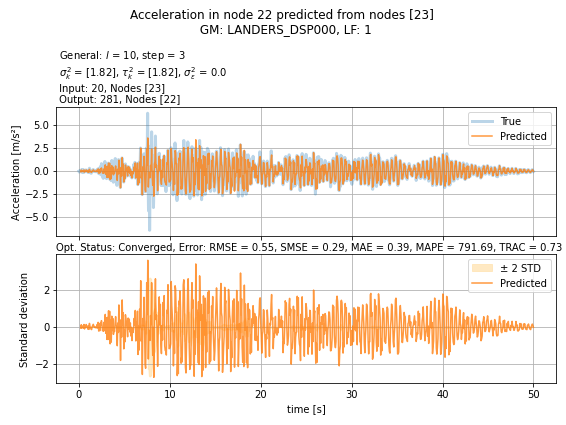 Acceleration in node 22 predicted from nodes [23]
GM: LANDERS_DSP000, LF: 1
General: l = 10, step = 3
σ²ₖ = [1.82], τ²ₖ = [1.82], σ²ε = 0.0
Input: 20, Nodes [23]
Output: 281, Nodes [22]
Acceleration [m/s²]
5.0
2.5
0.0
−2.5
−5.0
True
Predicted
Opt. Status: Converged, Error: RMSE = 0.55, SMSE = 0.29, MAE = 0.39, MAPE = 791.69, TRAC = 0.73
Standard deviation
2
0
−2
± 2 STD
Predicted
0 10 20 30 40 50
time [s]